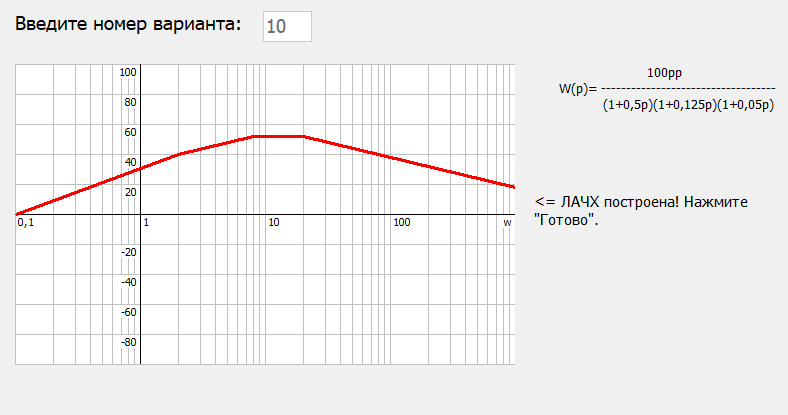 Введите номер варианта: 10
100
80
60
40
20
0,1 1 10 100 w
-20
-40
-60
-80
100pp
W(p)= -----------------------------------
(1+0,5p)(1+0,125p)(1+0,05p)
<= ЛАЧХ построена! Нажмите
"Готово".